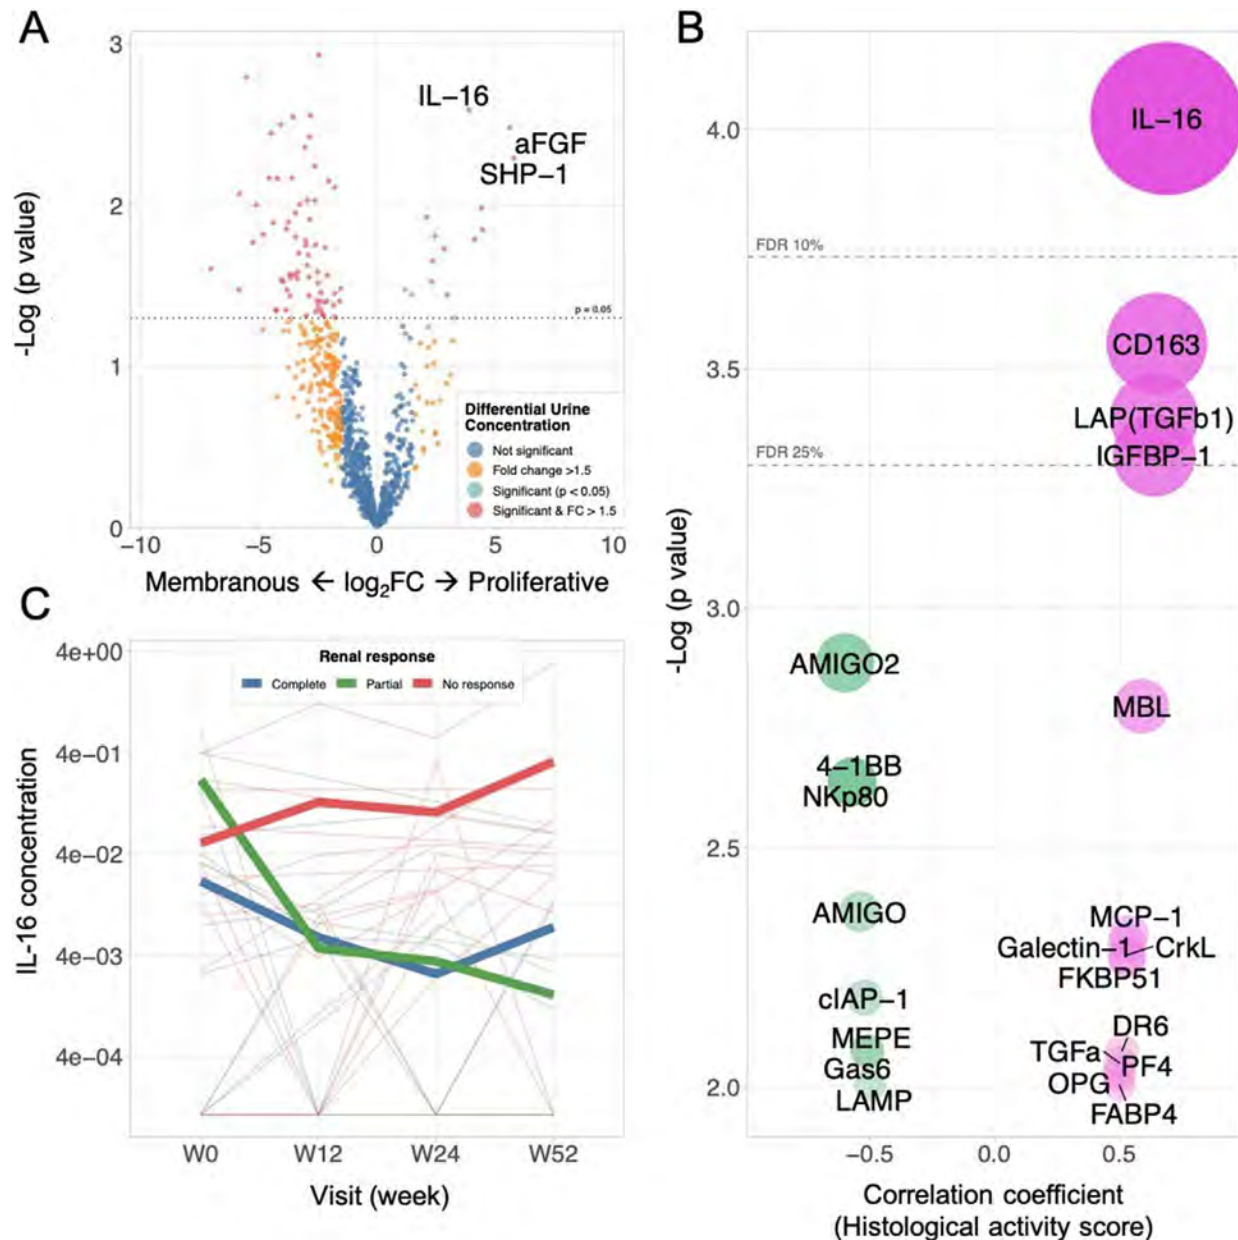 A
3
2
1
0
-Log (p value)
IL–16
aFGF
SHP–1
p = 0.05
Differential Urine
Concentration
Not significant
Fold change >1.5
Significant (p < 0.05)
Significant & FC > 1.5
−10
−5
0
5
10
Membranous ← log₂FC → Proliferative
B
4.0
3.5
3.0
2.5
2.0
-Log (p value)
IL–16
FDR 10%
CD163
LAP(TGFb1)
IGFBP–1
FDR 25%
AMIGO2
MBL
4–1BB
NKp80
AMIGO
MCP–1
Galectin–1
CrkL
FKBP51
cIAP–1
MEPE
Gas6
LAMP
DR6
TGFa
PF4
OPG
FABP4
−0.5
0.0
0.5
Correlation coefficient
(Histological activity score)
C
4e+00
4e−01
4e−02
4e−03
4e−04
IL-16 concentration
Renal response
Complete
Partial
No response
W0
W12
W24
W52
Visit (week)